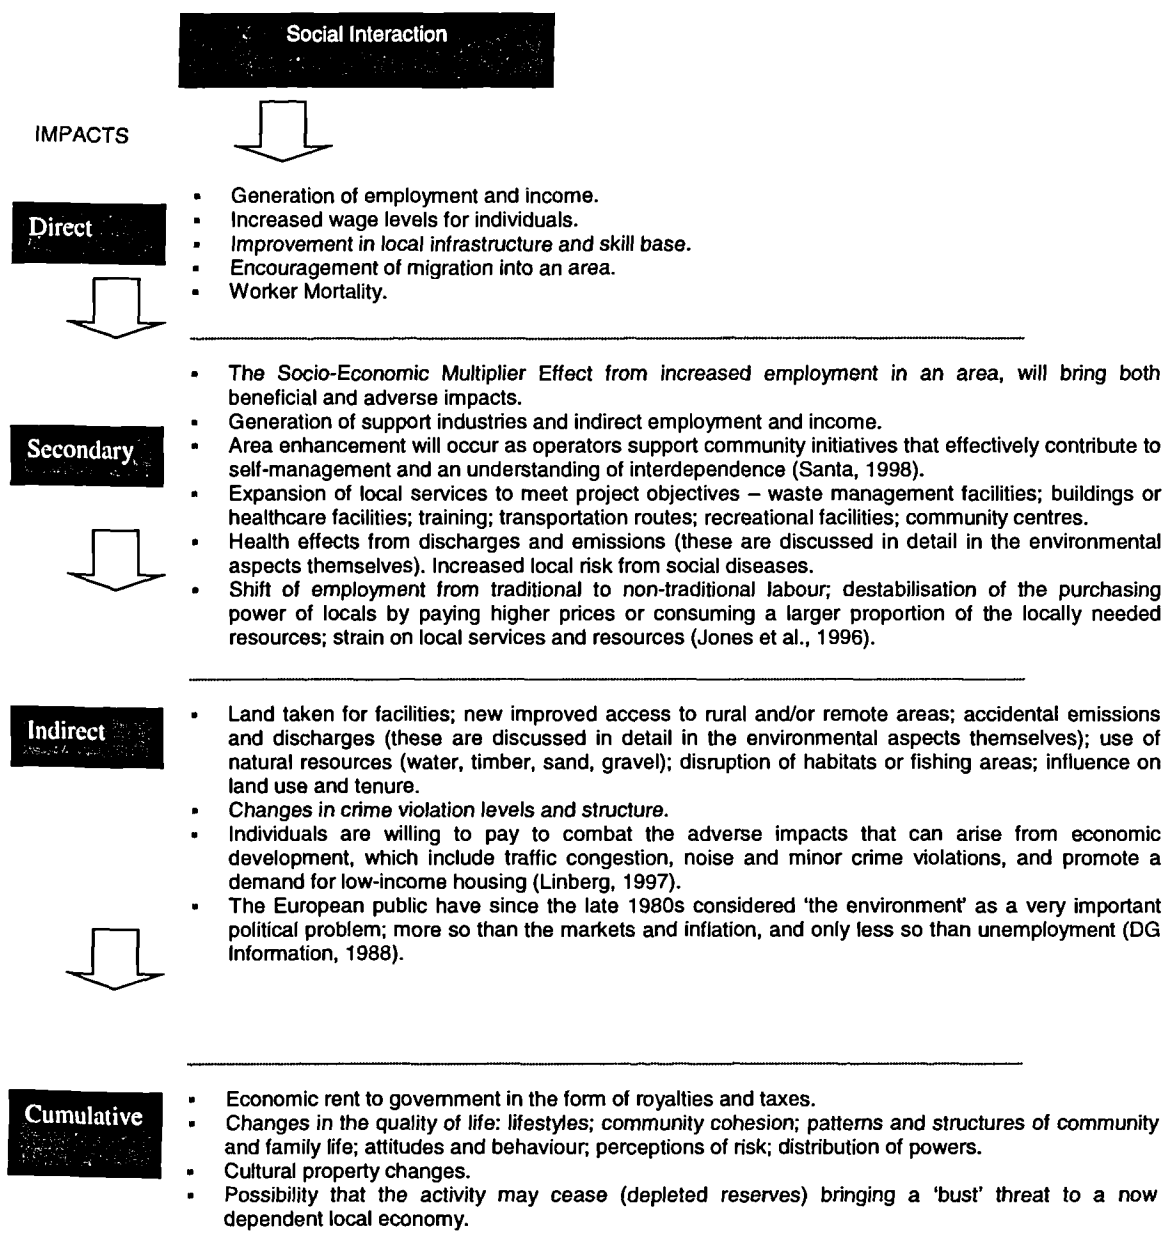 Social Interaction
IMPACTS
Direct
▪ Generation of employment and income.
▪ Increased wage levels for individuals.
▪ Improvement in local infrastructure and skill base.
▪ Encouragement of migration into an area.
▪ Worker Mortality.
Secondary
▪ The Socio-Economic Multiplier Effect from increased employment in an area, will bring both
beneficial and adverse impacts.
▪ Generation of support industries and indirect employment and income.
▪ Area enhancement will occur as operators support community initiatives that effectively contribute to
self-management and an understanding of interdependence (Santa, 1998).
▪ Expansion of local services to meet project objectives – waste management facilities; buildings or
healthcare facilities; training; transportation routes; recreational facilities; community centres.
▪ Health effects from discharges and emissions (these are discussed in detail in the environmental
aspects themselves). Increased local risk from social diseases.
▪ Shift of employment from traditional to non-traditional labour; destabilisation of the purchasing
power of locals by paying higher prices or consuming a larger proportion of the locally needed
resources; strain on local services and resources (Jones et al., 1996).
Indirect
▪ Land taken for facilities; new improved access to rural and/or remote areas; accidental emissions
and discharges (these are discussed in detail in the environmental aspects themselves); use of
natural resources (water, timber, sand, gravel); disruption of habitats or fishing areas; influence on
land use and tenure.
▪ Changes in crime violation levels and structure.
▪ Individuals are willing to pay to combat the adverse impacts that can arise from economic
development, which include traffic congestion, noise and minor crime violations, and promote a
demand for low-income housing (Linberg, 1997).
▪ The European public have since the late 1980s considered 'the environment' as a very important
political problem; more so than the markets and inflation, and only less so than unemployment (DG
Information, 1988).
Cumulative
▪ Economic rent to government in the form of royalties and taxes.
▪ Changes in the quality of life: lifestyles; community cohesion; patterns and structures of community
and family life; attitudes and behaviour; perceptions of risk; distribution of powers.
▪ Cultural property changes.
▪ Possibility that the activity may cease (depleted reserves) bringing a 'bust' threat to a now
dependent local economy.